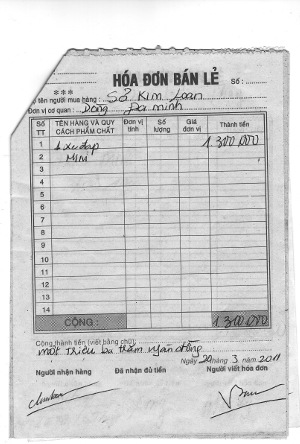 HÓA ĐƠN BÁN LẺ Số :
***
tên người mua hàng : Sở Kim Loan
Đơn vị cơ quan : Dòng Đa minh
SỐ TT TÊN HÀNG VÀ QUY CÁCH PHẨM CHẤT Đơn vị tính Số lượng Giá đơn vị Thành tiền
1 1 xe đạp 1.300.000
2 MINI
3
4
5
6
7
8
9
10
11
12
13
14
CỘNG : 1.300.000
Cộng thành tiền (viết bằng chữ):
một triệu ba trăm ngàn đồng
Ngày 29 tháng 3 năm 2011
Người nhận hàng Đã nhận đủ tiền Người viết hóa đơn